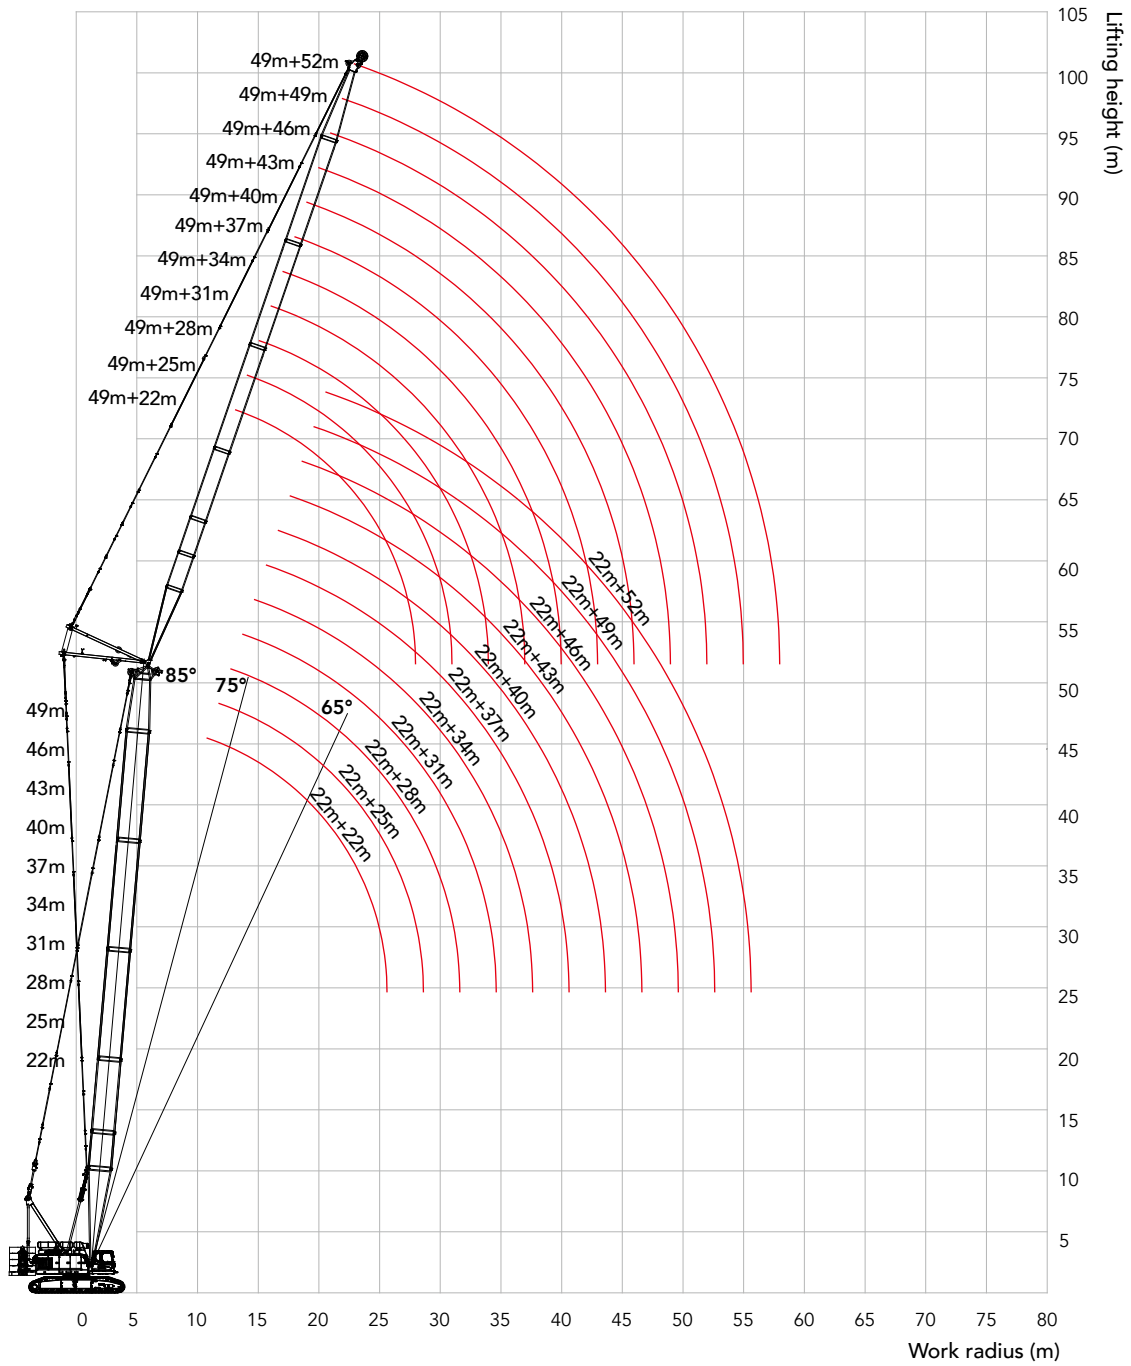 105
Lifting height (m)
49m+52m
100
49m+49m
49m+46m
95
49m+43m
49m+40m
90
49m+37m
49m+34m
85
49m+31m
49m+28m
80
49m+25m
75
49m+22m
70
65
60
22m+52m
22m+49m
22m+46m
55
22m+43m
22m+40m
22m+37m
22m+34m
22m+31m
22m+28m
22m+25m
22m+22m
85°
75°
65°
50
49m
46m
45
43m
40m
40
37m
35
34m
31m
30
28m
25
25m
22m
20
15
10
5
0 5 10 15 20 25 30 35 40 45 50 55 60 65 70 75 80
Work radius (m)